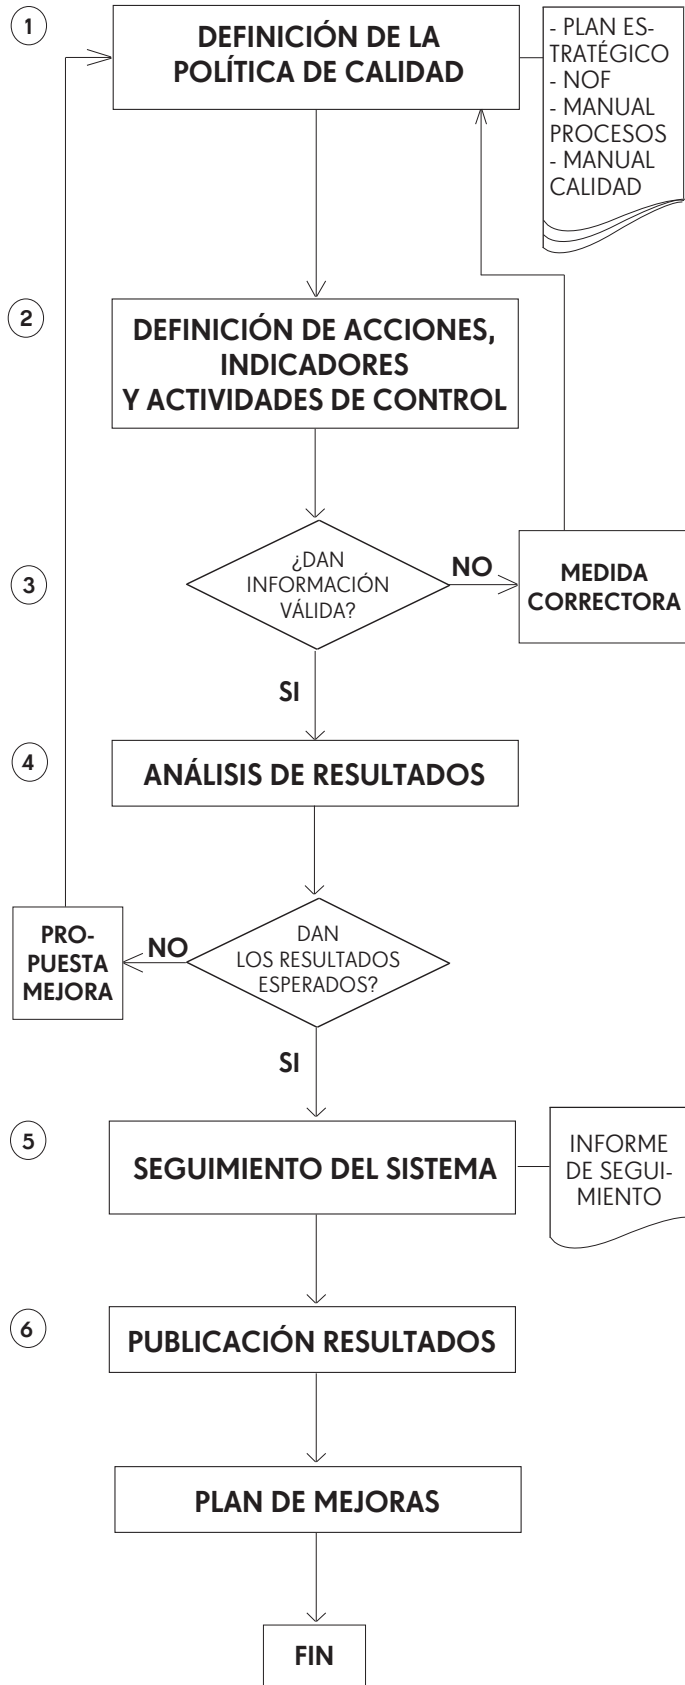 1
DEFINICIÓN DE LA
POLÍTICA DE CALIDAD
- PLAN ES-
TRATÉGICO
- NOF
- MANUAL
PROCESOS
- MANUAL
CALIDAD
2
DEFINICIÓN DE ACCIONES,
INDICADORES
Y ACTIVIDADES DE CONTROL
3
¿DAN
INFORMACIÓN
VÁLIDA?
NO
MEDIDA
CORRECTORA
SI
4
ANÁLISIS DE RESULTADOS
DAN
LOS RESULTADOS
ESPERADOS?
NO
PRO-
PUESTA
MEJORA
SI
5
SEGUIMIENTO DEL SISTEMA
INFORME
DE SEGUI-
MIENTO
6
PUBLICACIÓN RESULTADOS
PLAN DE MEJORAS
FIN